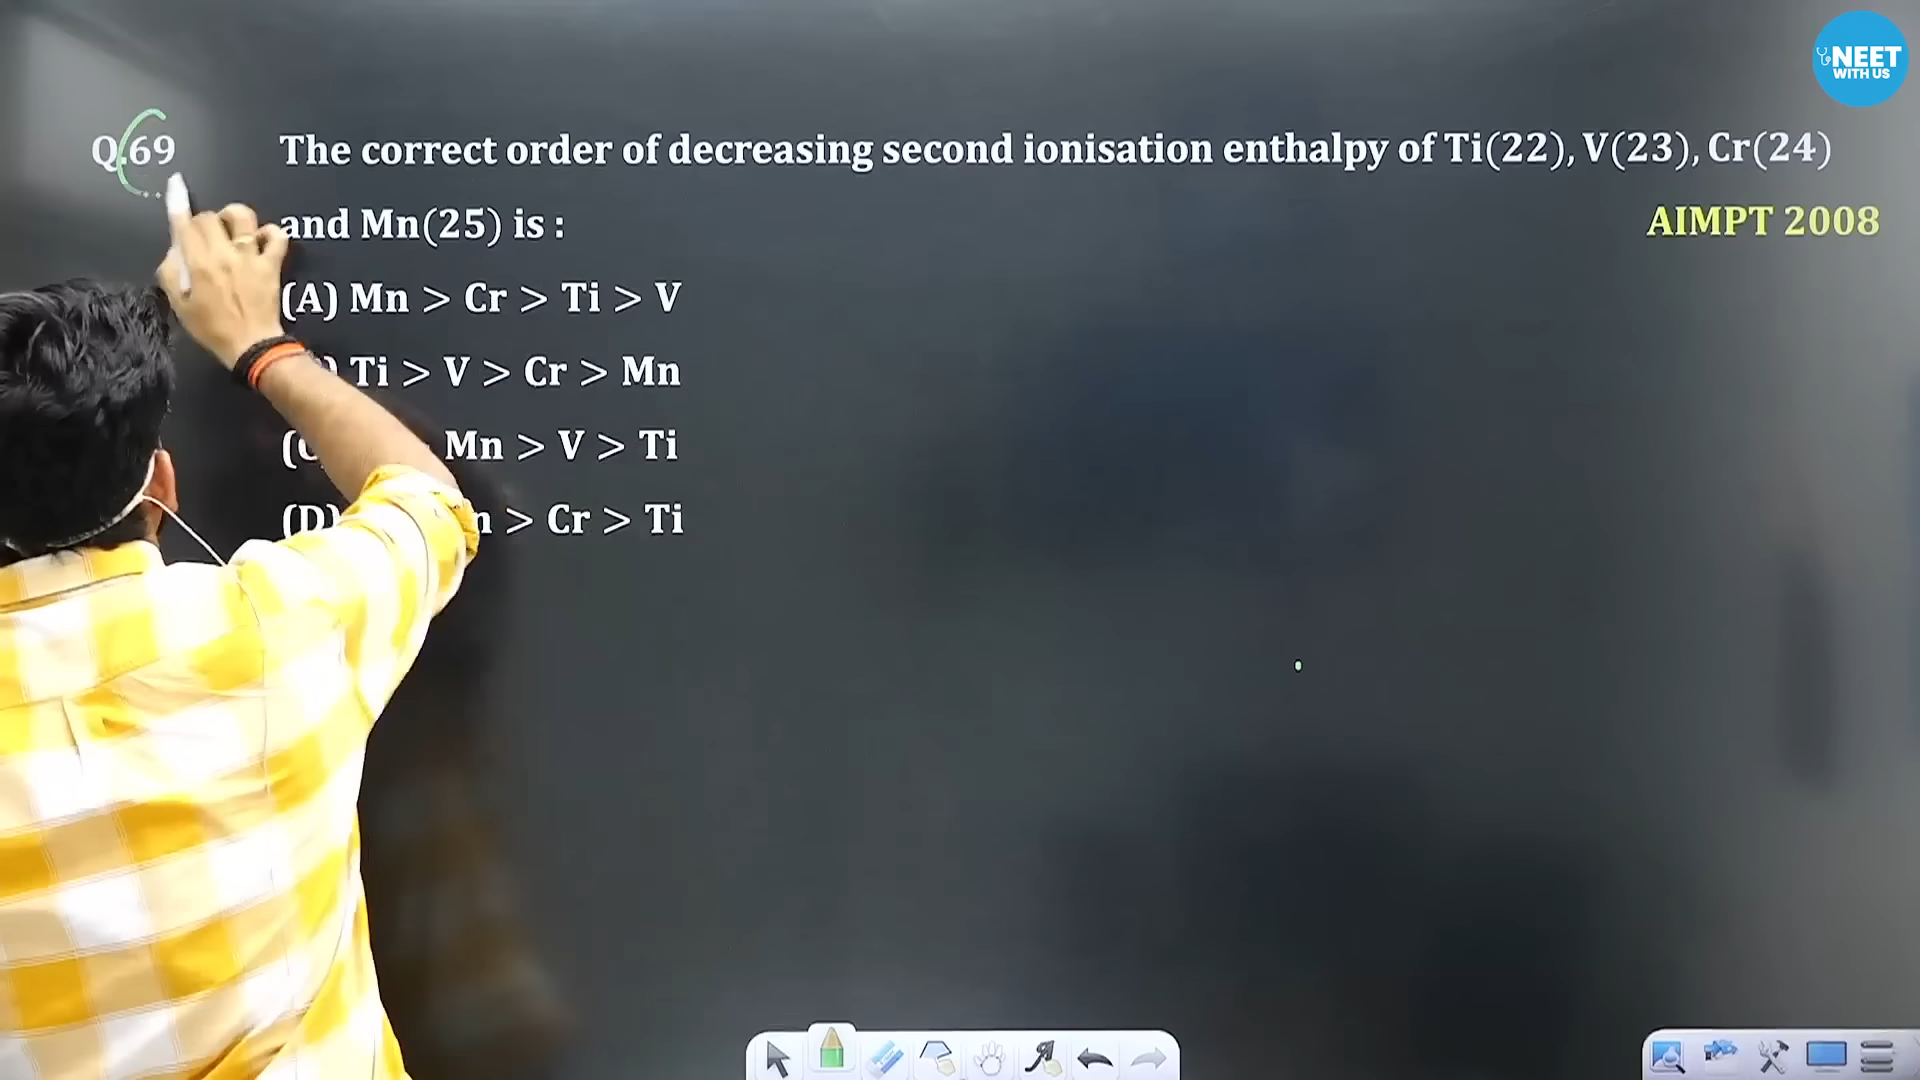 NEET
WITH US
Q.69 The correct order of decreasing second ionisation enthalpy of Ti(22), V(23), Cr(24)
and Mn(25) is : AIMPT 2008
(A) Mn > Cr > Ti > V
Ti > V > Cr > Mn
Mn > V > Ti
(D) > Cr > Ti